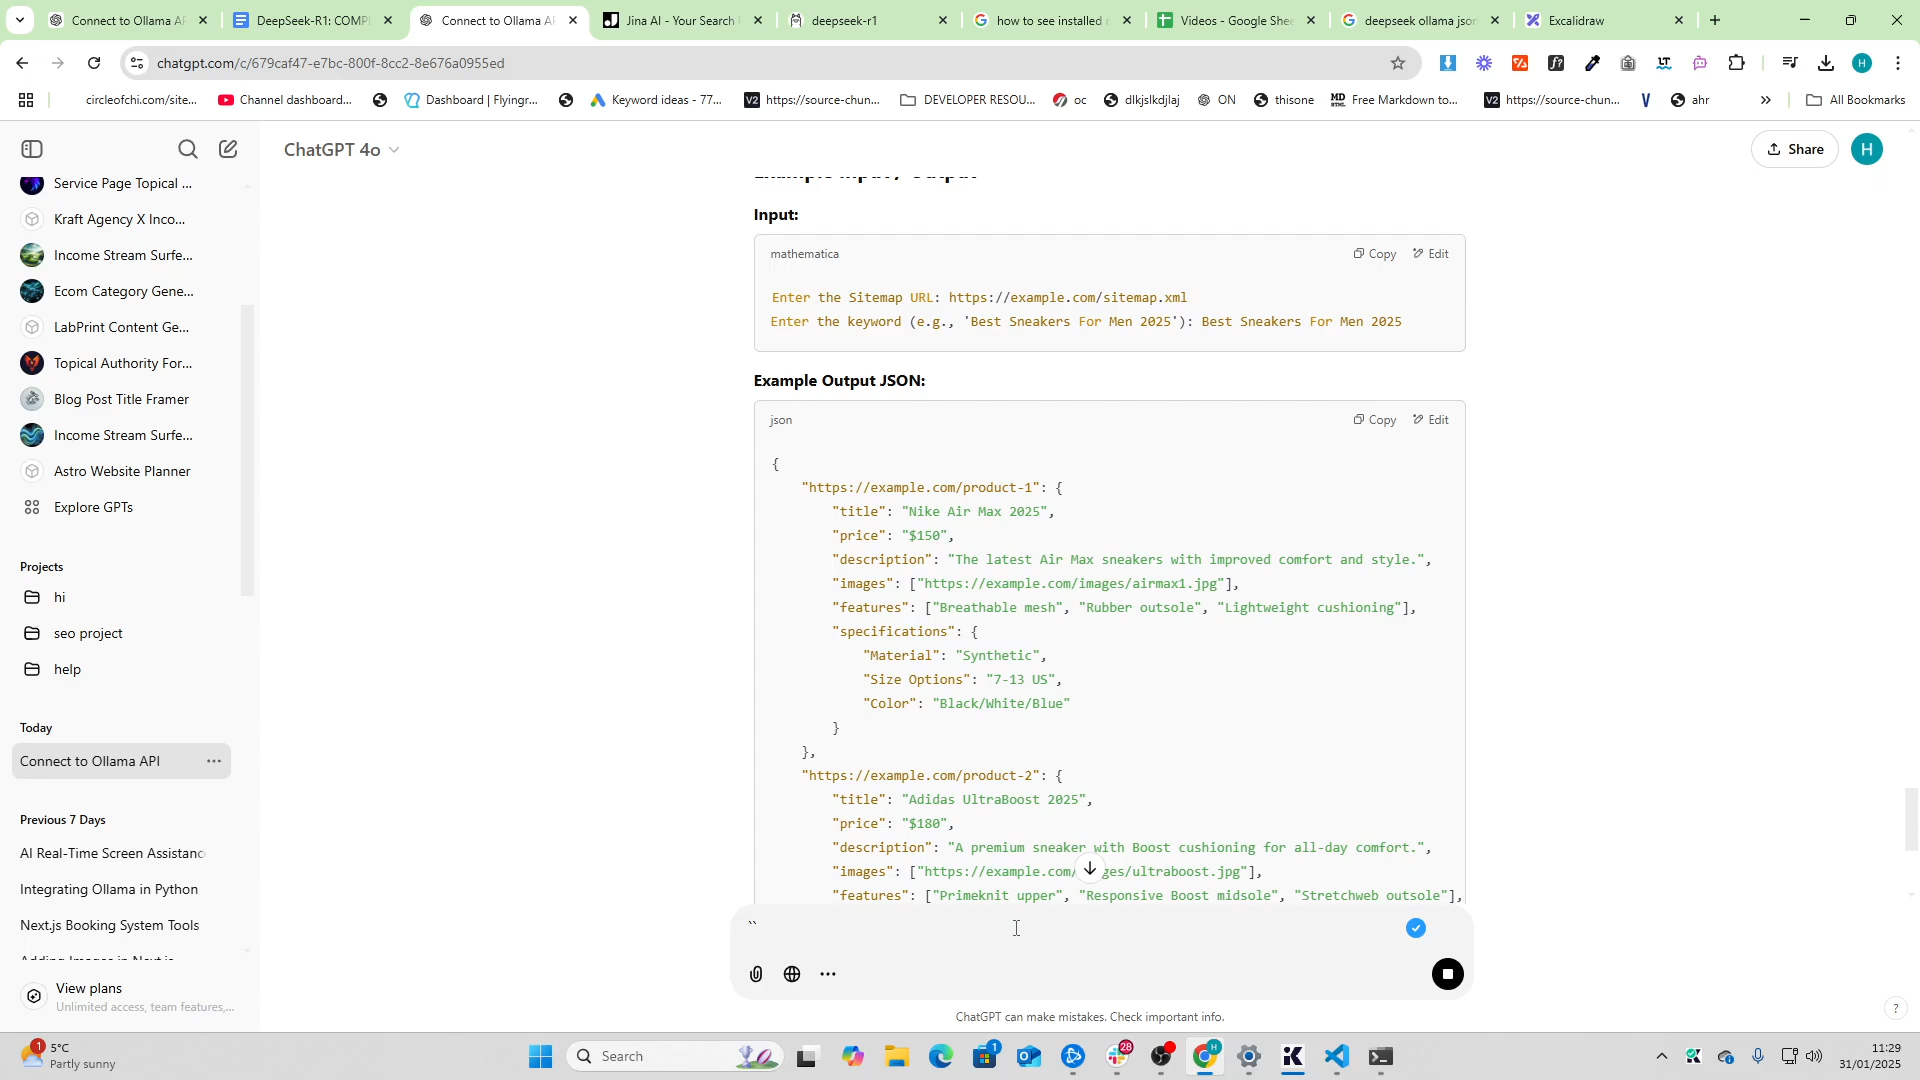 Connect to Ollama AF
DeepSeek-R1: COMPL
Connect to Ollama AF
Jina AI - Your Search F
deepseek-r1
how to see installed r
Videos - Google Shee
deepseek ollama json
Excalidraw
chatgpt.com/c/679caf47-e7bc-800f-8cc2-8e676a0955ed
circleofchi.com/site...
Channel dashboard...
Dashboard | Flyingr...
Keyword ideas - 77...
https://source-chun...
DEVELOPER RESOU...
oc
dlkjslkdjlaj
ON
thisone
Free Markdown to...
https://source-chun...
ahr
All Bookmarks
ChatGPT 4o
Share
H
Service Page Topical ...
Kraft Agency X Inco...
Income Stream Surfe...
Ecom Category Gene...
LabPrint Content Ge...
Topical Authority For...
Blog Post Title Framer
Income Stream Surfe...
Astro Website Planner
Explore GPTs
Projects
hi
seo project
help
Today
Connect to Ollama API
Previous 7 Days
AI Real-Time Screen Assistanc
Integrating Ollama in Python
Next.js Booking System Tools
Adding Images in Next.js
View plans
Unlimited access, team features,...
Example Input / Output
Input:
mathematica
Copy
Edit
Enter the Sitemap URL: https://example.com/sitemap.xml
Enter the keyword (e.g., 'Best Sneakers For Men 2025'): Best Sneakers For Men 2025
Example Output JSON:
json
Copy
Edit
{
"https://example.com/product-1": {
"title": "Nike Air Max 2025",
"price": "$150",
"description": "The latest Air Max sneakers with improved comfort and style.",
"images": ["https://example.com/images/airmax1.jpg"],
"features": ["Breathable mesh", "Rubber outsole", "Lightweight cushioning"],
"specifications": {
"Material": "Synthetic",
"Size Options": "7-13 US",
"Color": "Black/White/Blue"
}
},
"https://example.com/product-2": {
"title": "Adidas UltraBoost 2025",
"price": "$180",
"description": "A premium sneaker with Boost cushioning for all-day comfort.",
"images": ["https://example.com/ ges/ultraboost.jpg"],
"features": ["Primeknit upper", "Responsive Boost midsole", "Stretchweb outsole"],
``
ChatGPT can make mistakes. Check important info.
?
5°C
Partly sunny
Search
28
11:29
31/01/2025